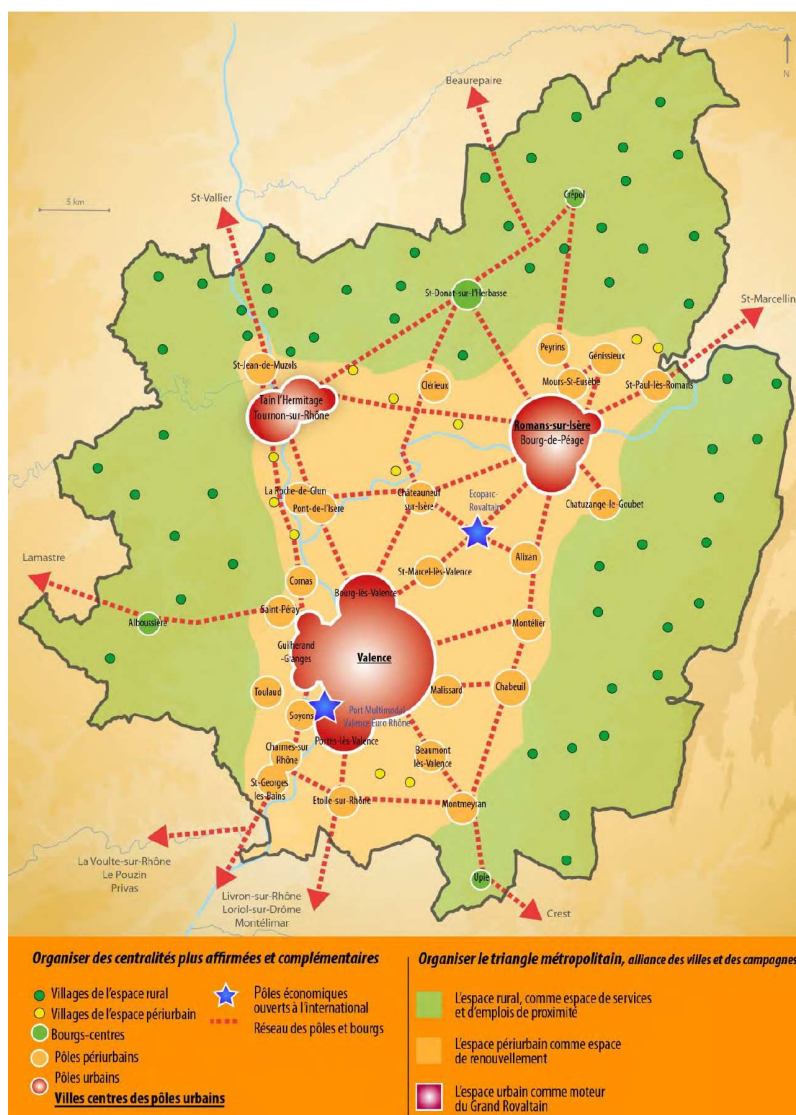 N
Beaurepaire
5 km
St-Vallier
Crépol
St-Donat-sur-l'Herbasse
St-Marcellin
St-Jean-de-Muzols
Peyrins
Génissieux
Clérieux
Mours-St-Eusèbe
St-Paul-lès-Romans
Tain l'Hermitage
Tournon-sur-Rhône
Romans-sur-Isère
Bourg-de-Péage
La Roche-de-Glun
Pont-de-l'Isère
Châteauneuf
sur-Isère
Ecoparc-
Rovaltain
Chatuzange-le-Goubet
Lamastre
Alixan
St-Marcel-lès-Valence
Cornas
Bourg-lès-Valence
Saint-Péray
Alboussière
Montélier
Guilherand
-Granges
Valence
Toulaud
Malissard
Chabeuil
Soyons
Port Multimodal
Valence Euro Rhône
Portes-lès-Valence
Charmes-sur
Rhône
Beaumont
lès-Valence
St-Georges
les-Bains
Etoile-sur-Rhône
Montmeyran
La Voulte-sur-Rhône
Le Pouzin
Privas
Upie
Livron-sur-Rhône
Loriol-sur-Drôme
Montélimar
Crest
Organiser des centralités plus affirmées et complémentaires
Villages de l'espace rural
Villages de l'espace périurbain
Bourgs-centres
Pôles périurbains
Pôles urbains
Villes centres des pôles urbains
Pôles économiques
ouverts à l'international
Réseau des pôles et bourgs
Organiser le triangle métropolitain, alliance des villes et des campagnes
L'espace rural, comme espace de services
et d'emplois de proximité
L'espace périurbain comme espace
de renouvellement
L'espace urbain comme moteur
du Grand Rovaltain